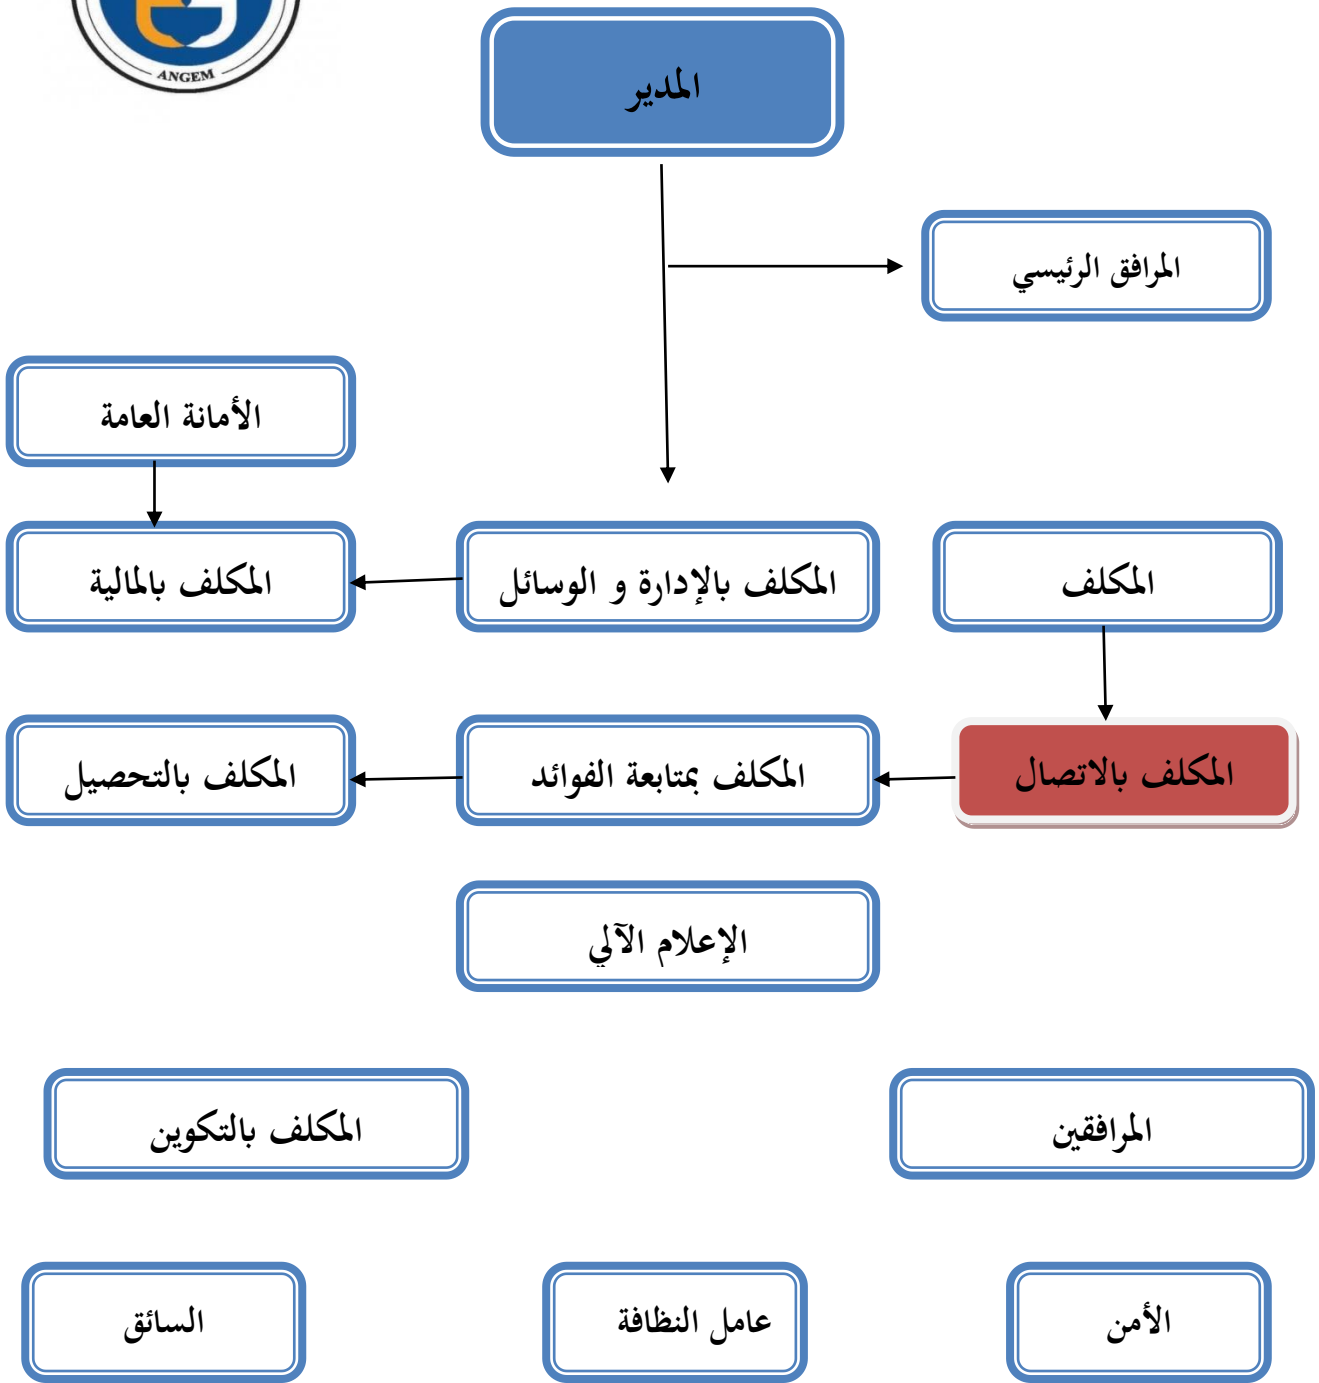 ANGEM
المدير
المرافق الرئيسي
الأمانة العامة
المكلف
المكلف بالإدارة و الوسائل
المكلف بالمالية
المكلف بالاتصال
المكلف بمتابعة الفوائد
المكلف بالتحصيل
الإعلام الآلي
المرافقين
المكلف بالتكوين
الأمن
عامل النظافة
السائق